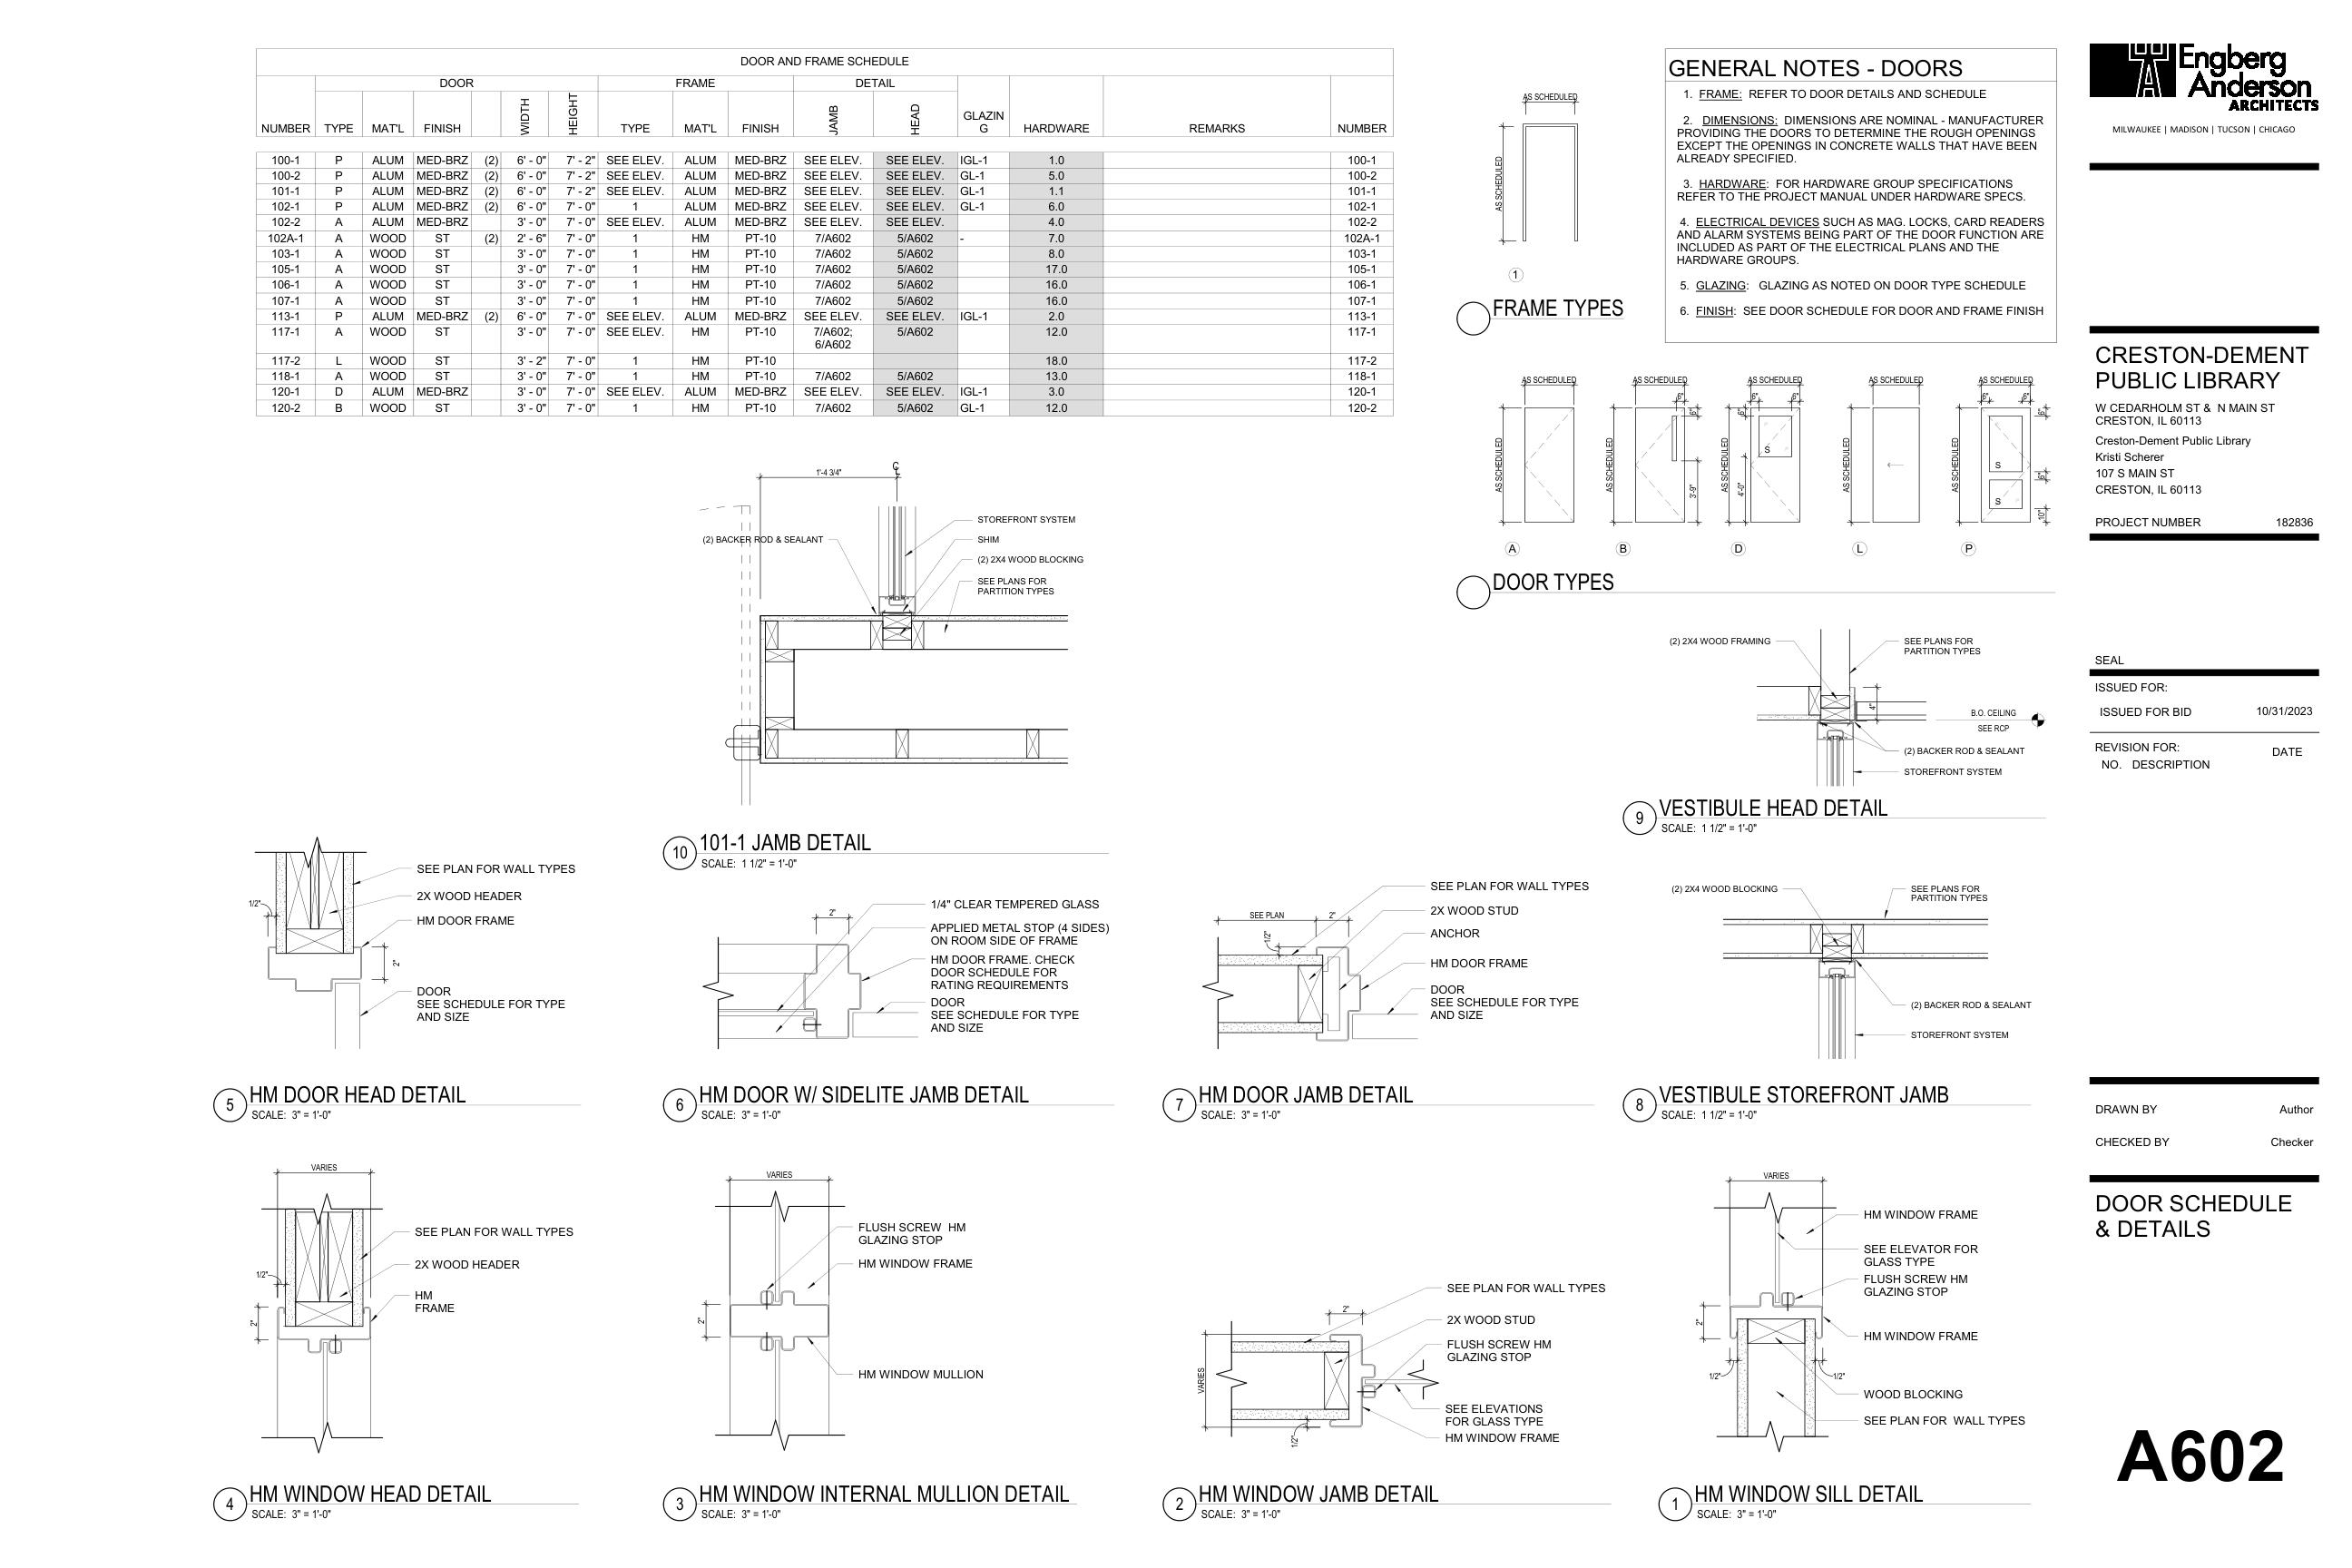 DOOR AND FRAME SCHEDULE
DOOR FRAME DETAIL
NUMBER TYPE MAT'L FINISH WIDTH HEIGHT TYPE MAT'L FINISH JAMB HEAD GLAZIN
G HARDWARE REMARKS NUMBER
100-1 P ALUM MED-BRZ (2) 6' - 0" 7' - 2" SEE ELEV. ALUM MED-BRZ SEE ELEV. SEE ELEV. IGL-1 1.0 100-1
100-2 P ALUM MED-BRZ (2) 6' - 0" 7' - 2" SEE ELEV. ALUM MED-BRZ SEE ELEV. SEE ELEV. GL-1 5.0 100-2
101-1 P ALUM MED-BRZ (2) 6' - 0" 7' - 2" SEE ELEV. ALUM MED-BRZ SEE ELEV. SEE ELEV. GL-1 1.1 101-1
102-1 P ALUM MED-BRZ (2) 6' - 0" 7' - 2" 1 ALUM MED-BRZ SEE ELEV. SEE ELEV. GL-1 6.0 102-1
102-2 A ALUM MED-BRZ 3' - 0" 7' - 0" SEE ELEV. ALUM MED-BRZ SEE ELEV. SEE ELEV. 4.0 102-2
102A-1 A WOOD ST (2) 2' - 6" 7' - 0" 1 HM PT-10 7/A602 5/A602 - 7.0 102A-1
103-1 A WOOD ST 3' - 0" 7' - 0" 1 HM PT-10 7/A602 5/A602 8.0 103-1
105-1 A WOOD ST 3' - 0" 7' - 0" 1 HM PT-10 7/A602 5/A602 17.0 105-1
106-1 A WOOD ST 3' - 0" 7' - 0" 1 HM PT-10 7/A602 5/A602 16.0 106-1
107-1 A WOOD ST 3' - 0" 7' - 0" 1 HM PT-10 7/A602 5/A602 16.0 107-1
113-1 P ALUM MED-BRZ (2) 6' - 0" 7' - 0" SEE ELEV. ALUM MED-BRZ SEE ELEV. SEE ELEV. IGL-1 2.0 113-1
117-1 A WOOD ST 3' - 0" 7' - 0" SEE ELEV. HM PT-10 7/A602; 5/A602 12.0 117-1
6/A602
117-2 L WOOD ST 3' - 2" 7' - 0" 1 HM PT-10 18.0 117-2
118-1 A WOOD ST 3' - 0" 7' - 0" 1 HM PT-10 7/A602 5/A602 13.0 118-1
120-1 D ALUM MED-BRZ 3' - 0" 7' - 0" SEE ELEV. ALUM MED-BRZ SEE ELEV. SEE ELEV. IGL-1 3.0 120-1
120-2 B WOOD ST 3' - 0" 7' - 0" 1 HM PT-10 7/A602 5/A602 GL-1 12.0 120-2
AS SCHEDULED
AS SCHEDULED
1
FRAME TYPES
GENERAL NOTES - DOORS
1. FRAME: REFER TO DOOR DETAILS AND SCHEDULE
2. DIMENSIONS: DIMENSIONS ARE NOMINAL - MANUFACTURER
PROVIDING THE DOORS TO DETERMINE THE ROUGH OPENINGS
EXCEPT THE OPENINGS IN CONCRETE WALLS THAT HAVE BEEN
ALREADY SPECIFIED.
3. HARDWARE: FOR HARDWARE GROUP SPECIFICATIONS
REFER TO THE PROJECT MANUAL UNDER HARDWARE SPECS.
4. ELECTRICAL DEVICES SUCH AS MAG. LOCKS, CARD READERS
AND ALARM SYSTEMS BEING PART OF THE DOOR FUNCTION ARE
INCLUDED AS PART OF THE ELECTRICAL PLANS AND THE
HARDWARE GROUPS.
5. GLAZING: GLAZING AS NOTED ON DOOR TYPE SCHEDULE
6. FINISH: SEE DOOR SCHEDULE FOR DOOR AND FRAME FINISH
AS SCHEDULED AS SCHEDULED AS SCHEDULED AS SCHEDULED AS SCHEDULED
6" 6" 6" 6" 6"
6" 6" 6"
AS SCHEDULED AS SCHEDULED AS SCHEDULED AS SCHEDULED AS SCHEDULED
S S S
3'-9" 4'-0" 6" 10"
A B D L P
DOOR TYPES
1'-4 3/4"
CL
(2) BACKER ROD & SEALANT
STOREFRONT SYSTEM
SHIM
(2) 2X4 WOOD BLOCKING
SEE PLANS FOR
PARTITION TYPES
10 101-1 JAMB DETAIL
SCALE: 1 1/2" = 1'-0"
(2) 2X4 WOOD FRAMING
SEE PLANS FOR
PARTITION TYPES
4"
B.O. CEILING
SEE RCP
(2) BACKER ROD & SEALANT
STOREFRONT SYSTEM
9 VESTIBULE HEAD DETAIL
SCALE: 1 1/2" = 1'-0"
SEE PLAN FOR WALL TYPES
2X WOOD HEADER
HM DOOR FRAME
1/2"
2"
DOOR
SEE SCHEDULE FOR TYPE
AND SIZE
5 HM DOOR HEAD DETAIL
SCALE: 3" = 1'-0"
2"
1/4" CLEAR TEMPERED GLASS
APPLIED METAL STOP (4 SIDES)
ON ROOM SIDE OF FRAME
HM DOOR FRAME. CHECK
DOOR SCHEDULE FOR
RATING REQUIREMENTS
DOOR
SEE SCHEDULE FOR TYPE
AND SIZE
6 HM DOOR W/ SIDELITE JAMB DETAIL
SCALE: 3" = 1'-0"
SEE PLAN 2"
1/2"
SEE PLAN FOR WALL TYPES
2X WOOD STUD
ANCHOR
HM DOOR FRAME
DOOR
SEE SCHEDULE FOR TYPE
AND SIZE
7 HM DOOR JAMB DETAIL
SCALE: 3" = 1'-0"
(2) 2X4 WOOD BLOCKING
SEE PLANS FOR
PARTITION TYPES
(2) BACKER ROD & SEALANT
STOREFRONT SYSTEM
8 VESTIBULE STOREFRONT JAMB
SCALE: 1 1/2" = 1'-0"
VARIES
SEE PLAN FOR WALL TYPES
2X WOOD HEADER
1/2"
HM
FRAME
2"
4 HM WINDOW HEAD DETAIL
SCALE: 3" = 1'-0"
VARIES
FLUSH SCREW HM
GLAZING STOP
HM WINDOW FRAME
2"
HM WINDOW MULLION
3 HM WINDOW INTERNAL MULLION DETAIL
SCALE: 3" = 1'-0"
2"
VARIES
1/2"
SEE PLAN FOR WALL TYPES
2X WOOD STUD
FLUSH SCREW HM
GLAZING STOP
SEE ELEVATIONS
FOR GLASS TYPE
HM WINDOW FRAME
2 HM WINDOW JAMB DETAIL
SCALE: 3" = 1'-0"
VARIES
HM WINDOW FRAME
SEE ELEVATOR FOR
GLASS TYPE
FLUSH SCREW HM
GLAZING STOP
2"
HM WINDOW FRAME
1/2" 1/2"
WOOD BLOCKING
SEE PLAN FOR WALL TYPES
1 HM WINDOW SILL DETAIL
SCALE: 3" = 1'-0"
Engberg
Anderson
ARCHITECTS
MILWAUKEE | MADISON | TUCSON | CHICAGO
CRESTON-DEMENT
PUBLIC LIBRARY
W CEDARHOLM ST & N MAIN ST
CRESTON, IL 60113
Creston-Dement Public Library
Kristi Scherer
107 S MAIN ST
CRESTON, IL 60113
PROJECT NUMBER 182836
SEAL
ISSUED FOR:
ISSUED FOR BID 10/31/2023
REVISION FOR:
NO. DESCRIPTION DATE
DRAWN BY Author
CHECKED BY Checker
DOOR SCHEDULE
& DETAILS
A602